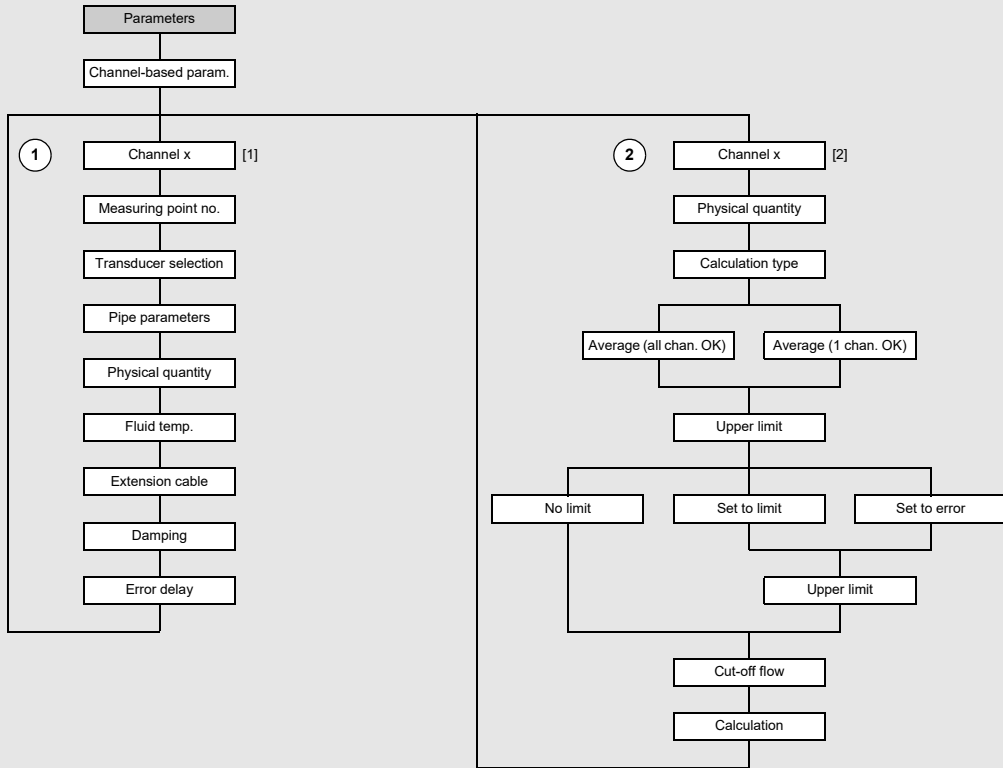 Parameters
Channel-based param.
1
Channel x
[1]
Measuring point no.
Transducer selection
Pipe parameters
Physical quantity
Fluid temp.
Extension cable
Damping
Error delay
2
Channel x
[2]
Physical quantity
Calculation type
Average (all chan. OK)
Average (1 chan. OK)
Upper limit
No limit
Set to limit
Set to error
Upper limit
Cut-off flow
Calculation